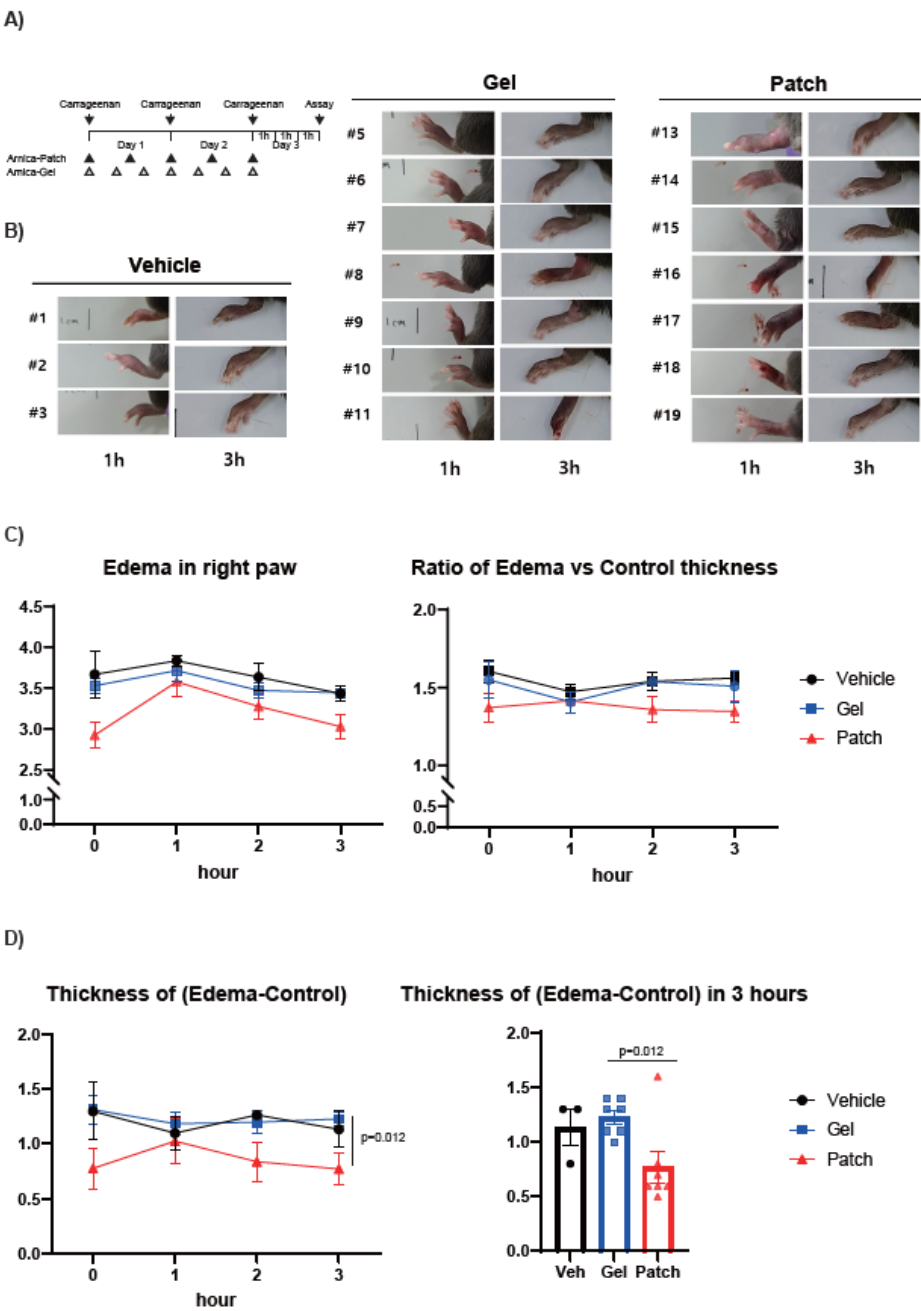 A)
Carrageenan Carrageenan Carrageenan Assay
1h 1h 1h
Day 1 Day 2 Day 3
Arnica-Patch
Arnica-Gel
Gel
#5
#6
#7
#8
#9
#10
#11
1h 3h
Patch
#13
#14
#15
#16
#17
#18
#19
1h 3h
B)
Vehicle
#1
#2
#3
1h 3h
C)
Edema in right paw
4.5
4.0
3.5
3.0
2.5
1.0
0.0
0 1 2 3
hour
Ratio of Edema vs Control thickness
2.0
1.5
1.0
0.5
0.0
0 1 2 3
hour
Vehicle
Gel
Patch
D)
Thickness of (Edema-Control)
2.0
1.5
1.0
0.5
0.0
p=0.012
0 1 2 3
hour
Thickness of (Edema-Control) in 3 hours
2.0
1.5
1.0
0.5
0.0
p=0.012
Veh Gel Patch
Vehicle
Gel
Patch